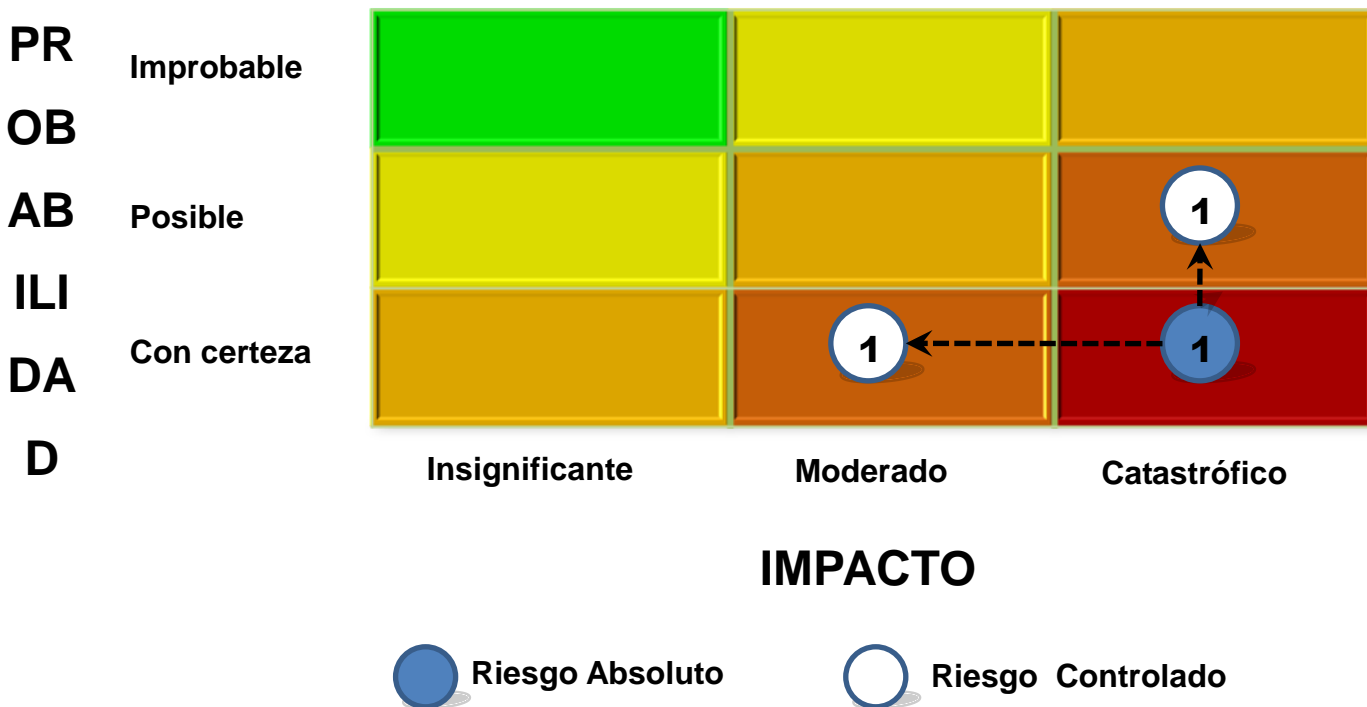 PR
OB
AB
ILI
DA
D
Improbable
Posible
Con certeza
1
1
1
Insignificante
Moderado
Catastrófico
IMPACTO
Riesgo Absoluto
Riesgo Controlado